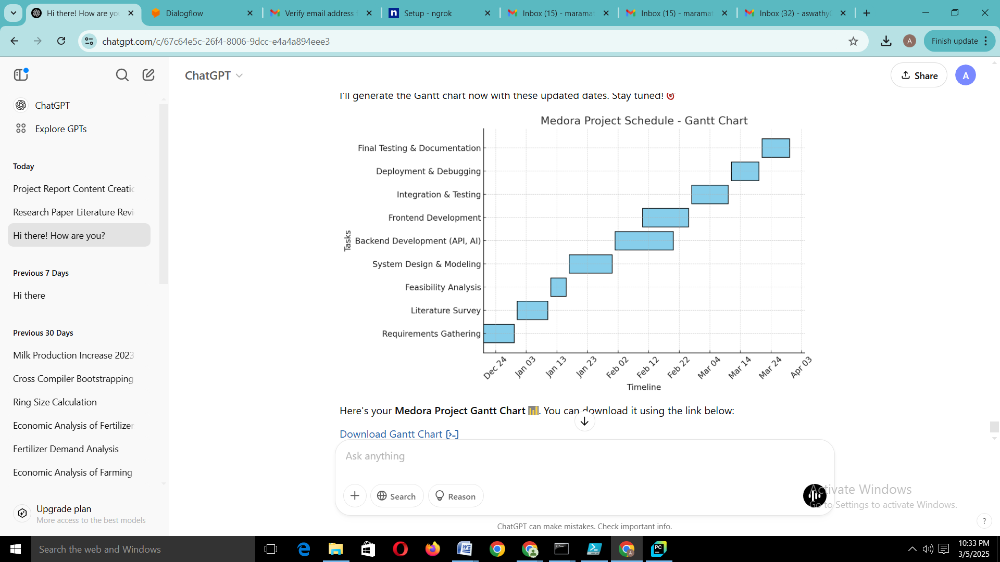 Hi there! How are yo
Dialogflow
Verify email address f
Setup - ngrok
Inbox (15) - maramat
Inbox (15) - maramat
Inbox (32) - aswathy
chatgpt.com/c/67c64e5c-26f4-8006-9dcc-e4a4a894eee3
A
Finish update
ChatGPT
Share
A
ChatGPT
Explore GPTs
Today
Project Report Content Creatic
Research Paper Literature Revi
Hi there! How are you?
Previous 7 Days
Hi there
Previous 30 Days
Milk Production Increase 2023
Cross Compiler Bootstrapping
Ring Size Calculation
Economic Analysis of Fertilizer
Fertilizer Demand Analysis
Economic Analysis of Farming
Upgrade plan
More access to the best models
I'll generate the Gantt chart now with these updated dates. Stay tuned! 🎯
Medora Project Schedule - Gantt Chart
Tasks
Final Testing & Documentation
Deployment & Debugging
Integration & Testing
Frontend Development
Backend Development (API, AI)
System Design & Modeling
Feasibility Analysis
Literature Survey
Requirements Gathering
Dec 24
Jan 03
Jan 13
Jan 23
Feb 02
Feb 12
Feb 22
Mar 04
Mar 14
Mar 24
Apr 03
Timeline
Here's your Medora Project Gantt Chart 📊. You can download it using the link below:
Download Gantt Chart [>-]
Ask anything
Search
Reason
ChatGPT can make mistakes. Check important info.
Activate Windows
Go to Settings to activate Windows.
?
Search the web and Windows
10:33 PM
3/5/2025